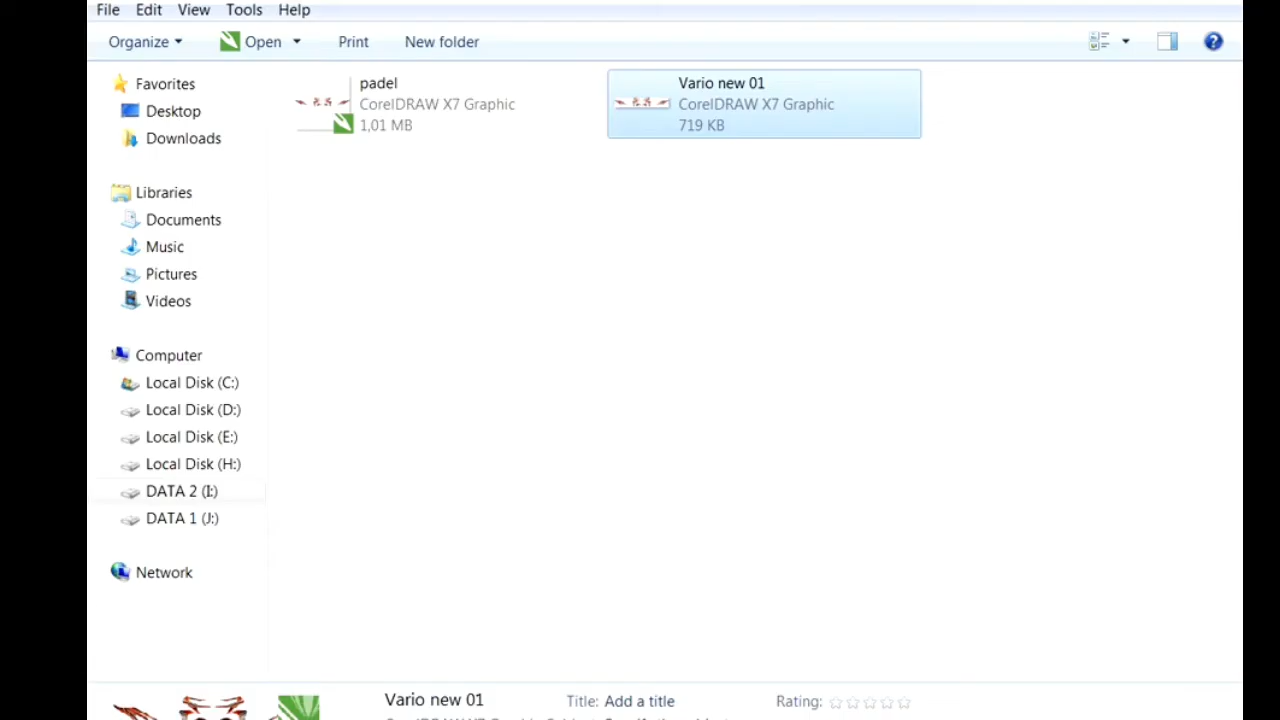 File Edit View Tools Help
Organize Open Print New folder
Favorites
Desktop
Downloads
Libraries
Documents
Music
Pictures
Videos
Computer
Local Disk (C:)
Local Disk (D:)
Local Disk (E:)
Local Disk (H:)
DATA 2 (I:)
DATA 1 (J:)
Network
padel
CorelDRAW X7 Graphic
1,01 MB
Vario new 01
CorelDRAW X7 Graphic
719 KB
Vario new 01 Title: Add a title Rating: